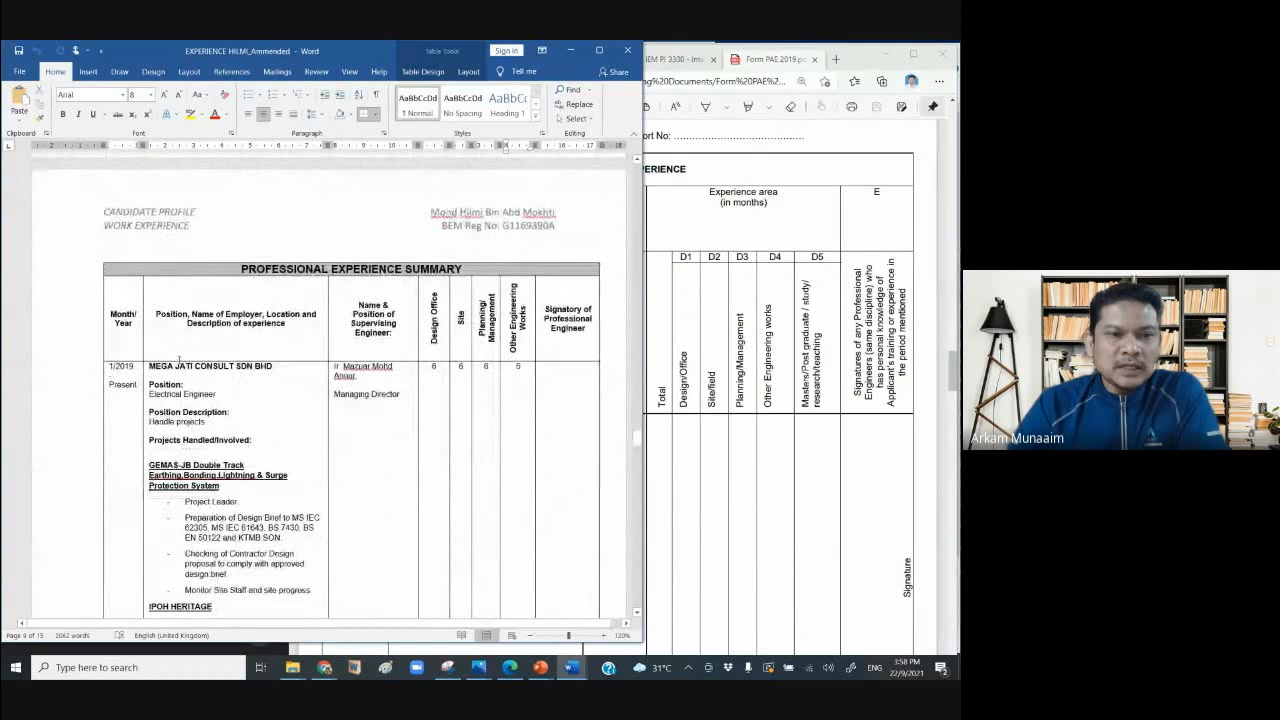 EXPERIENCE HILMI_Ammended - Word
Table Tools
Sign in
File Home Insert Draw Design Layout References Mailings Review View Help Table Design Layout Tell me Share
Paste
Arial 8
AaBbCcDd AaBbCcDd AaBbC
1 Normal No Spacing Heading 1
Find
Replace
Select
Clipboard Font Paragraph Styles Editing
CANDIDATE PROFILE
WORK EXPERIENCE
Mohd Hilmi Bin Abd Mokhti
BEM Reg No. G1169390A
PROFESSIONAL EXPERIENCE SUMMARY
Month/
Year
Position, Name of Employer, Location and
Description of experience
Name &
Position of
Supervising
Engineer:
Design Office
Site
Planning/
Management
Other Engineering
Works
Signatory of
Professional
Engineer
1/2019
-
Present
MEGA JATI CONSULT SDN BHD
Position:
Electrical Engineer
Position Description:
Handle projects
Projects Handled/Involved:
GEMAS-JB Double Track
Earthing,Bonding,Lightning & Surge
Protection System
- Project Leader
- Preparation of Design Brief to MS IEC
62305, MS IEC 61643, BS 7430, BS
EN 50122 and KTMB SON.
- Checking of Contractor Design
proposal to comply with approved
design brief
- Monitor Site Staff and site progress
IPOH HERITAGE
Ir Mazuar Mohd
Anuar,
Managing Director
6 6 6 6
Page 9 of 15 2062 words English (United Kingdom) 120%
IEM PI 3300 - Intu
Form PAE 2019.pd
ng%20Documents/Form%20PAE%2
ort No:
ERIENCE
Experience area
(in months)
E
D1 D2 D3 D4 D5
Total
Design/Office
Site/field
Planning/Management
Other Engineering works
Masters/Post graduate / study/
research/teaching
Signatures of any Professional
Engineers (same discipline) who
has personal knowledge of
Applicant's training or experience in
the period mentioned
Signature
Arkam Munaaim
Type here to search
31°C
ENG
3:58 PM
22/9/2021